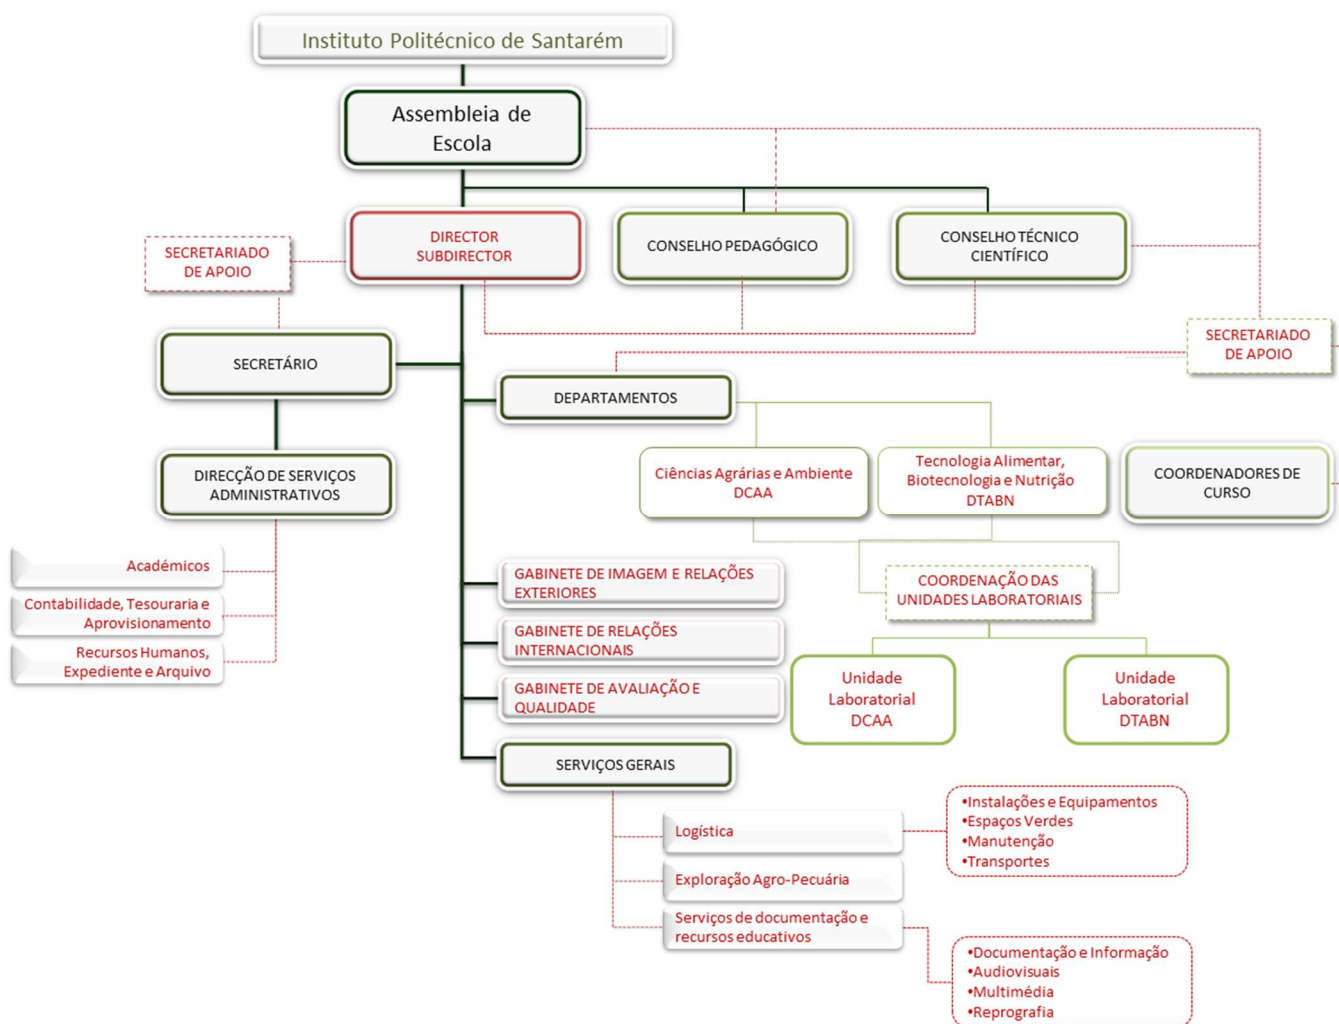 Instituto Politécnico de Santarém
Assembleia de
Escola
SECRETARIADO
DE APOIO
DIRECTOR
SUBDIRECTOR
CONSELHO PEDAGÓGICO
CONSELHO TÉCNICO
CIENTÍFICO
SECRETÁRIO
SECRETARIADO
DE APOIO
DEPARTAMENTOS
DIRECÇÃO DE SERVIÇOS
ADMINISTRATIVOS
Ciências Agrárias e Ambiente
DCAA
Tecnologia Alimentar,
Biotecnologia e Nutrição
DTABN
COORDENADORES DE
CURSO
Académicos
Contabilidade, Tesouraria e
Aprovisionamento
Recursos Humanos,
Expediente e Arquivo
GABINETE DE IMAGEM E RELAÇÕES
EXTERIORES
GABINETE DE RELAÇÕES
INTERNACIONAIS
GABINETE DE AVALIAÇÃO E
QUALIDADE
COORDENAÇÃO DAS
UNIDADES LABORATORIAIS
Unidade
Laboratorial
DCAA
Unidade
Laboratorial
DTABN
SERVIÇOS GERAIS
Logística
•Instalações e Equipamentos
•Espaços Verdes
•Manutenção
•Transportes
Exploração Agro-Pecuária
Serviços de documentação e
recursos educativos
•Documentação e Informação
•Audiovisuais
•Multimédia
•Reprografia